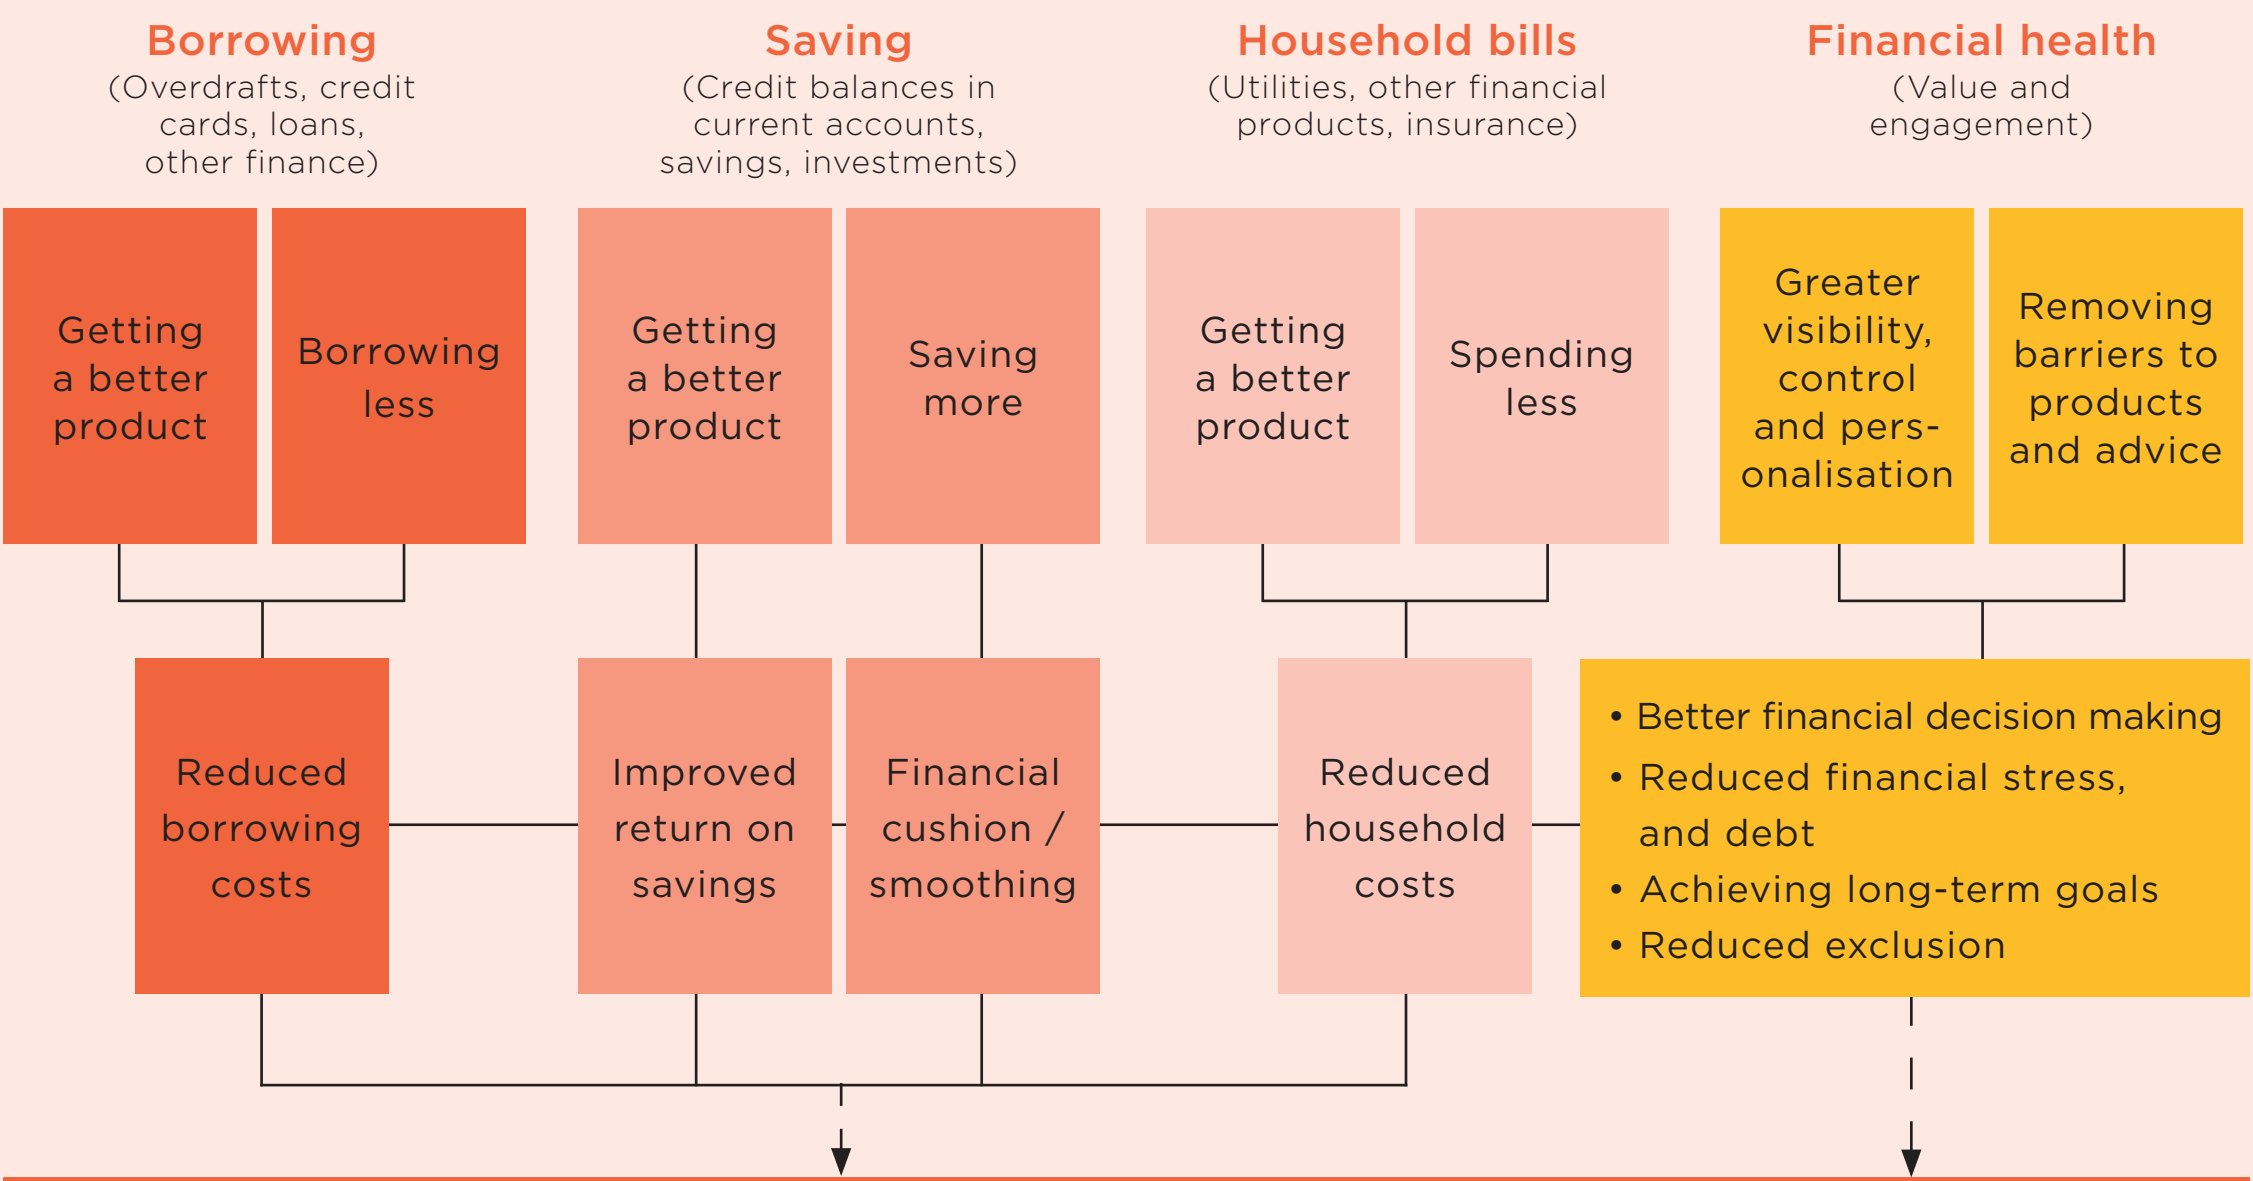 Borrowing
(Overdrafts, credit
cards, loans,
other finance)
Saving
(Credit balances in
current accounts,
savings, investments)
Household bills
(Utilities, other financial
products, insurance)
Financial health
(Value and
engagement)
Getting
a better
product
Borrowing
less
Getting
a better
product
Saving
more
Getting
a better
product
Spending
less
Greater
visibility,
control
and pers-
onalisation
Removing
barriers to
products
and advice
Reduced
borrowing
costs
Improved
return on
savings
Financial
cushion /
smoothing
Reduced
household
costs
• Better financial decision making
• Reduced financial stress,
and debt
• Achieving long-term goals
• Reduced exclusion